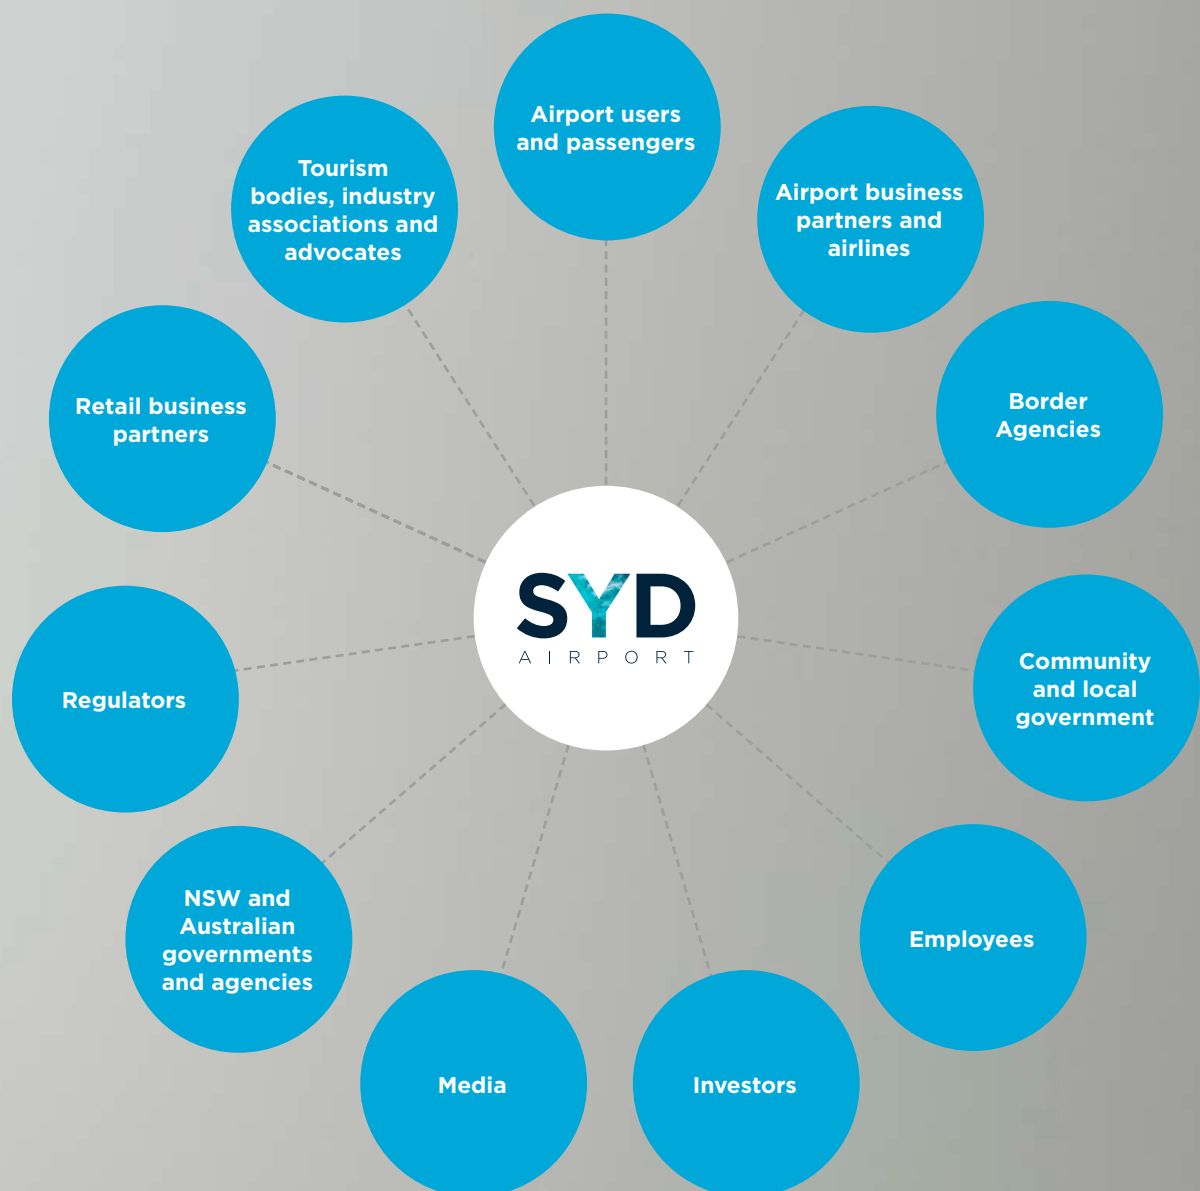 Airport users
and passengers
Airport business
partners and
airlines
Border
Agencies
Community
and local
government
Employees
Investors
Media
NSW and
Australian
governments
and agencies
Regulators
Retail business
partners
Tourism
bodies, industry
associations and
advocates
SYD
AIRPORT